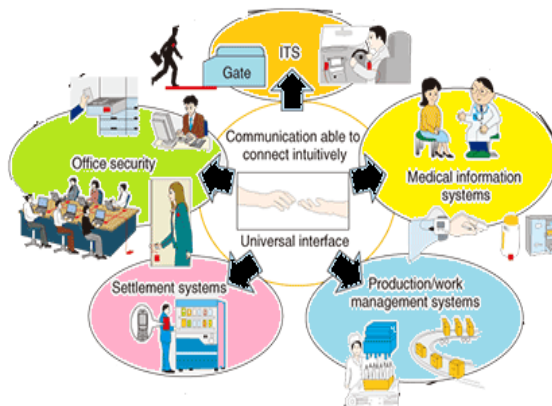 ITS
Gate
Communication able to
connect intuitively
Office security
Medical information
systems
Universal interface
Settlement systems
Production/work
management systems